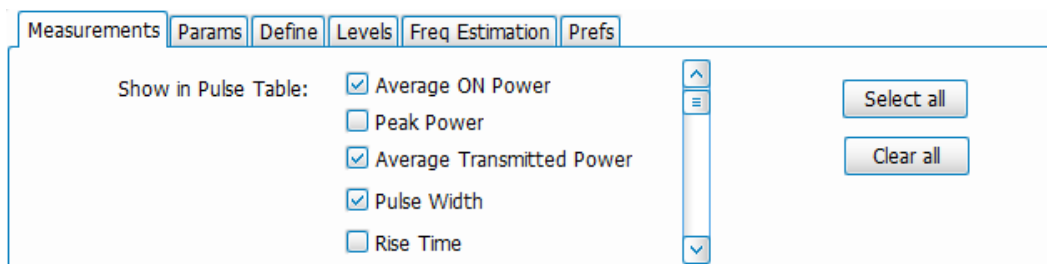 Measurements Params Define Levels Freq Estimation Prefs
Show in Pulse Table: Average ON Power
Select all
Peak Power
Average Transmitted Power
Clear all
Pulse Width
Rise Time